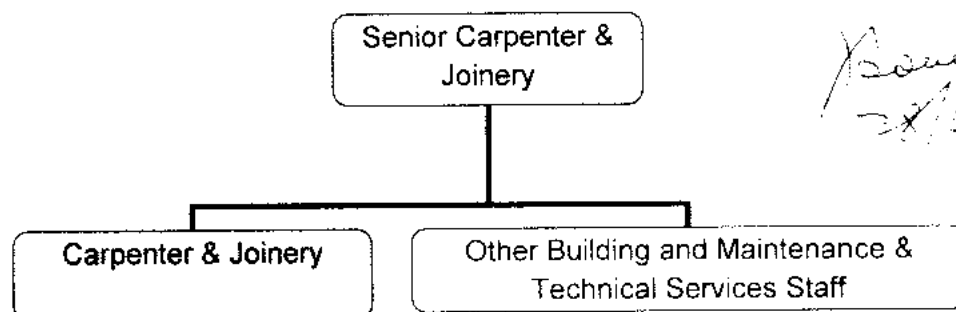 Senior Carpenter &
Joinery
Carpenter & Joinery
Other Building and Maintenance &
Technical Services Staff